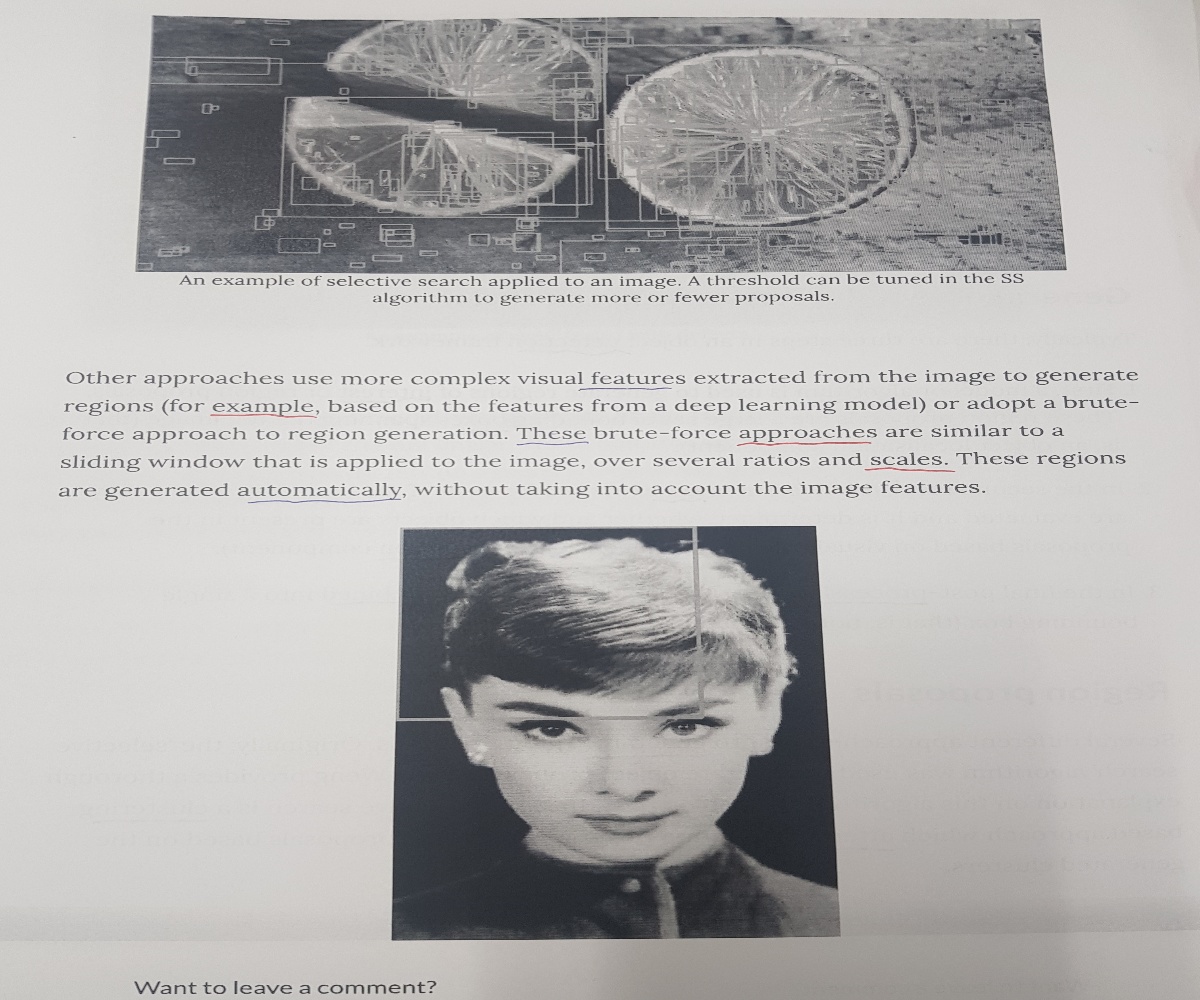 An example of selective search applied to an image. A threshold can be tuned in the SS
algorithm to generate more or fewer proposals.
Other approaches use more complex visual features extracted from the image to generate
regions (for example, based on the features from a deep learning model) or adopt a brute-
force approach to region generation. These brute-force approaches are similar to a
sliding window that is applied to the image, over several ratios and scales. These regions
are generated automatically, without taking into account the image features.
Want to leave a comment?